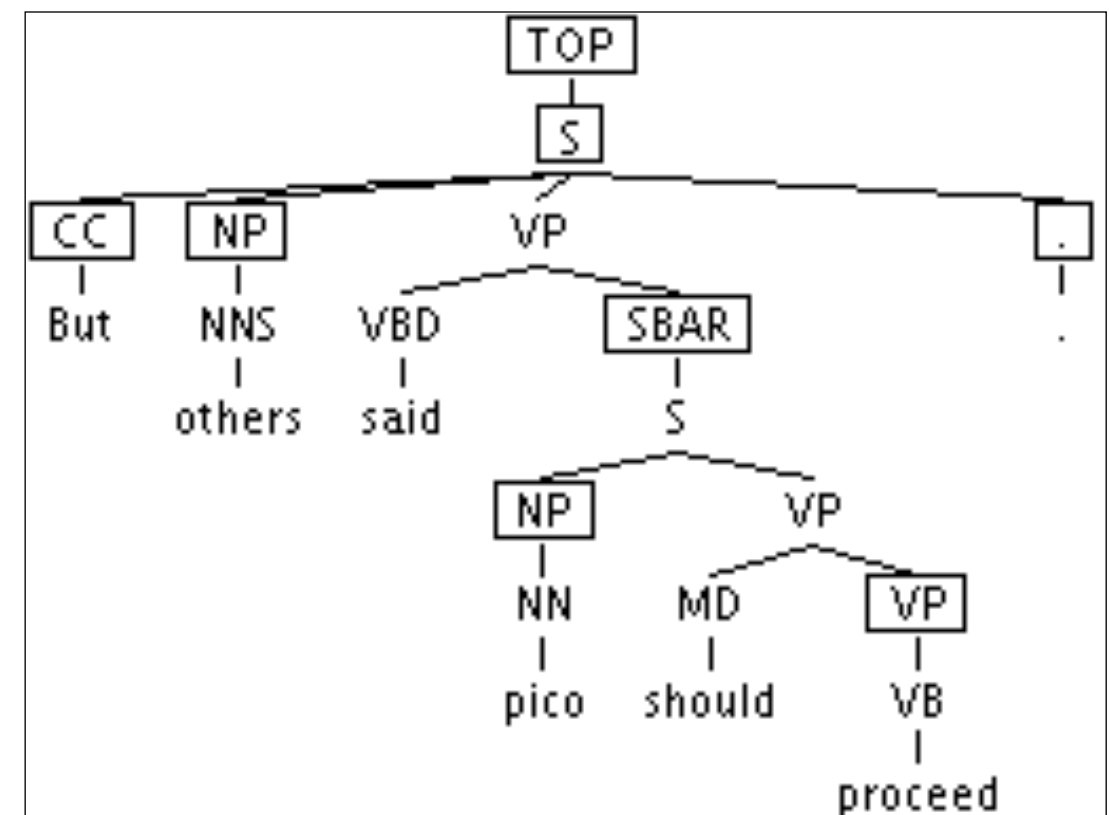 TOP
S
CC NP VP .
But NNS VBD SBAR .
others said S
NP VP
NN MD VP
pico should VB
proceed